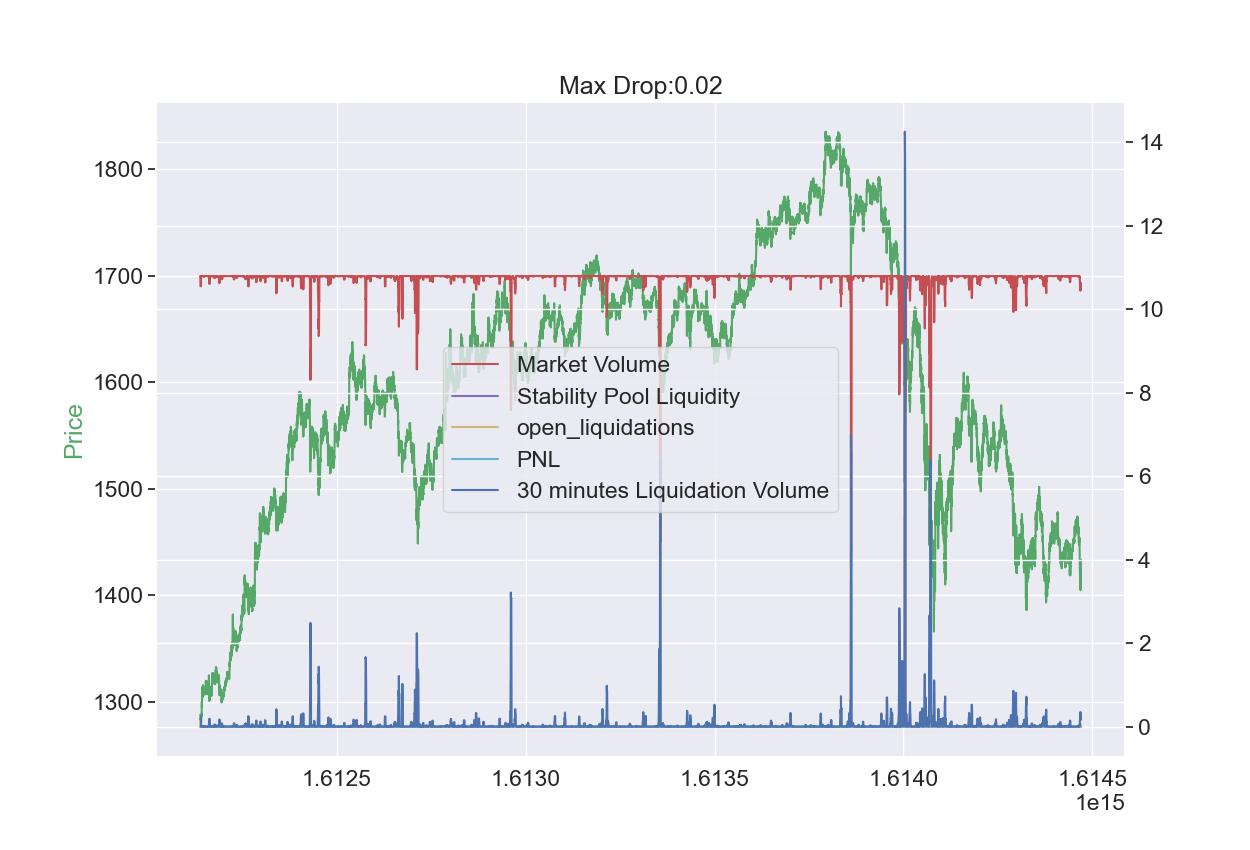 Max Drop:0.02
Price
1800
1700
1600
1500
1400
1300
14
12
10
8
6
4
2
0
Market Volume
Stability Pool Liquidity
open_liquidations
PNL
30 minutes Liquidation Volume
1.6125
1.6130
1.6135
1.6140
1.6145
1e15